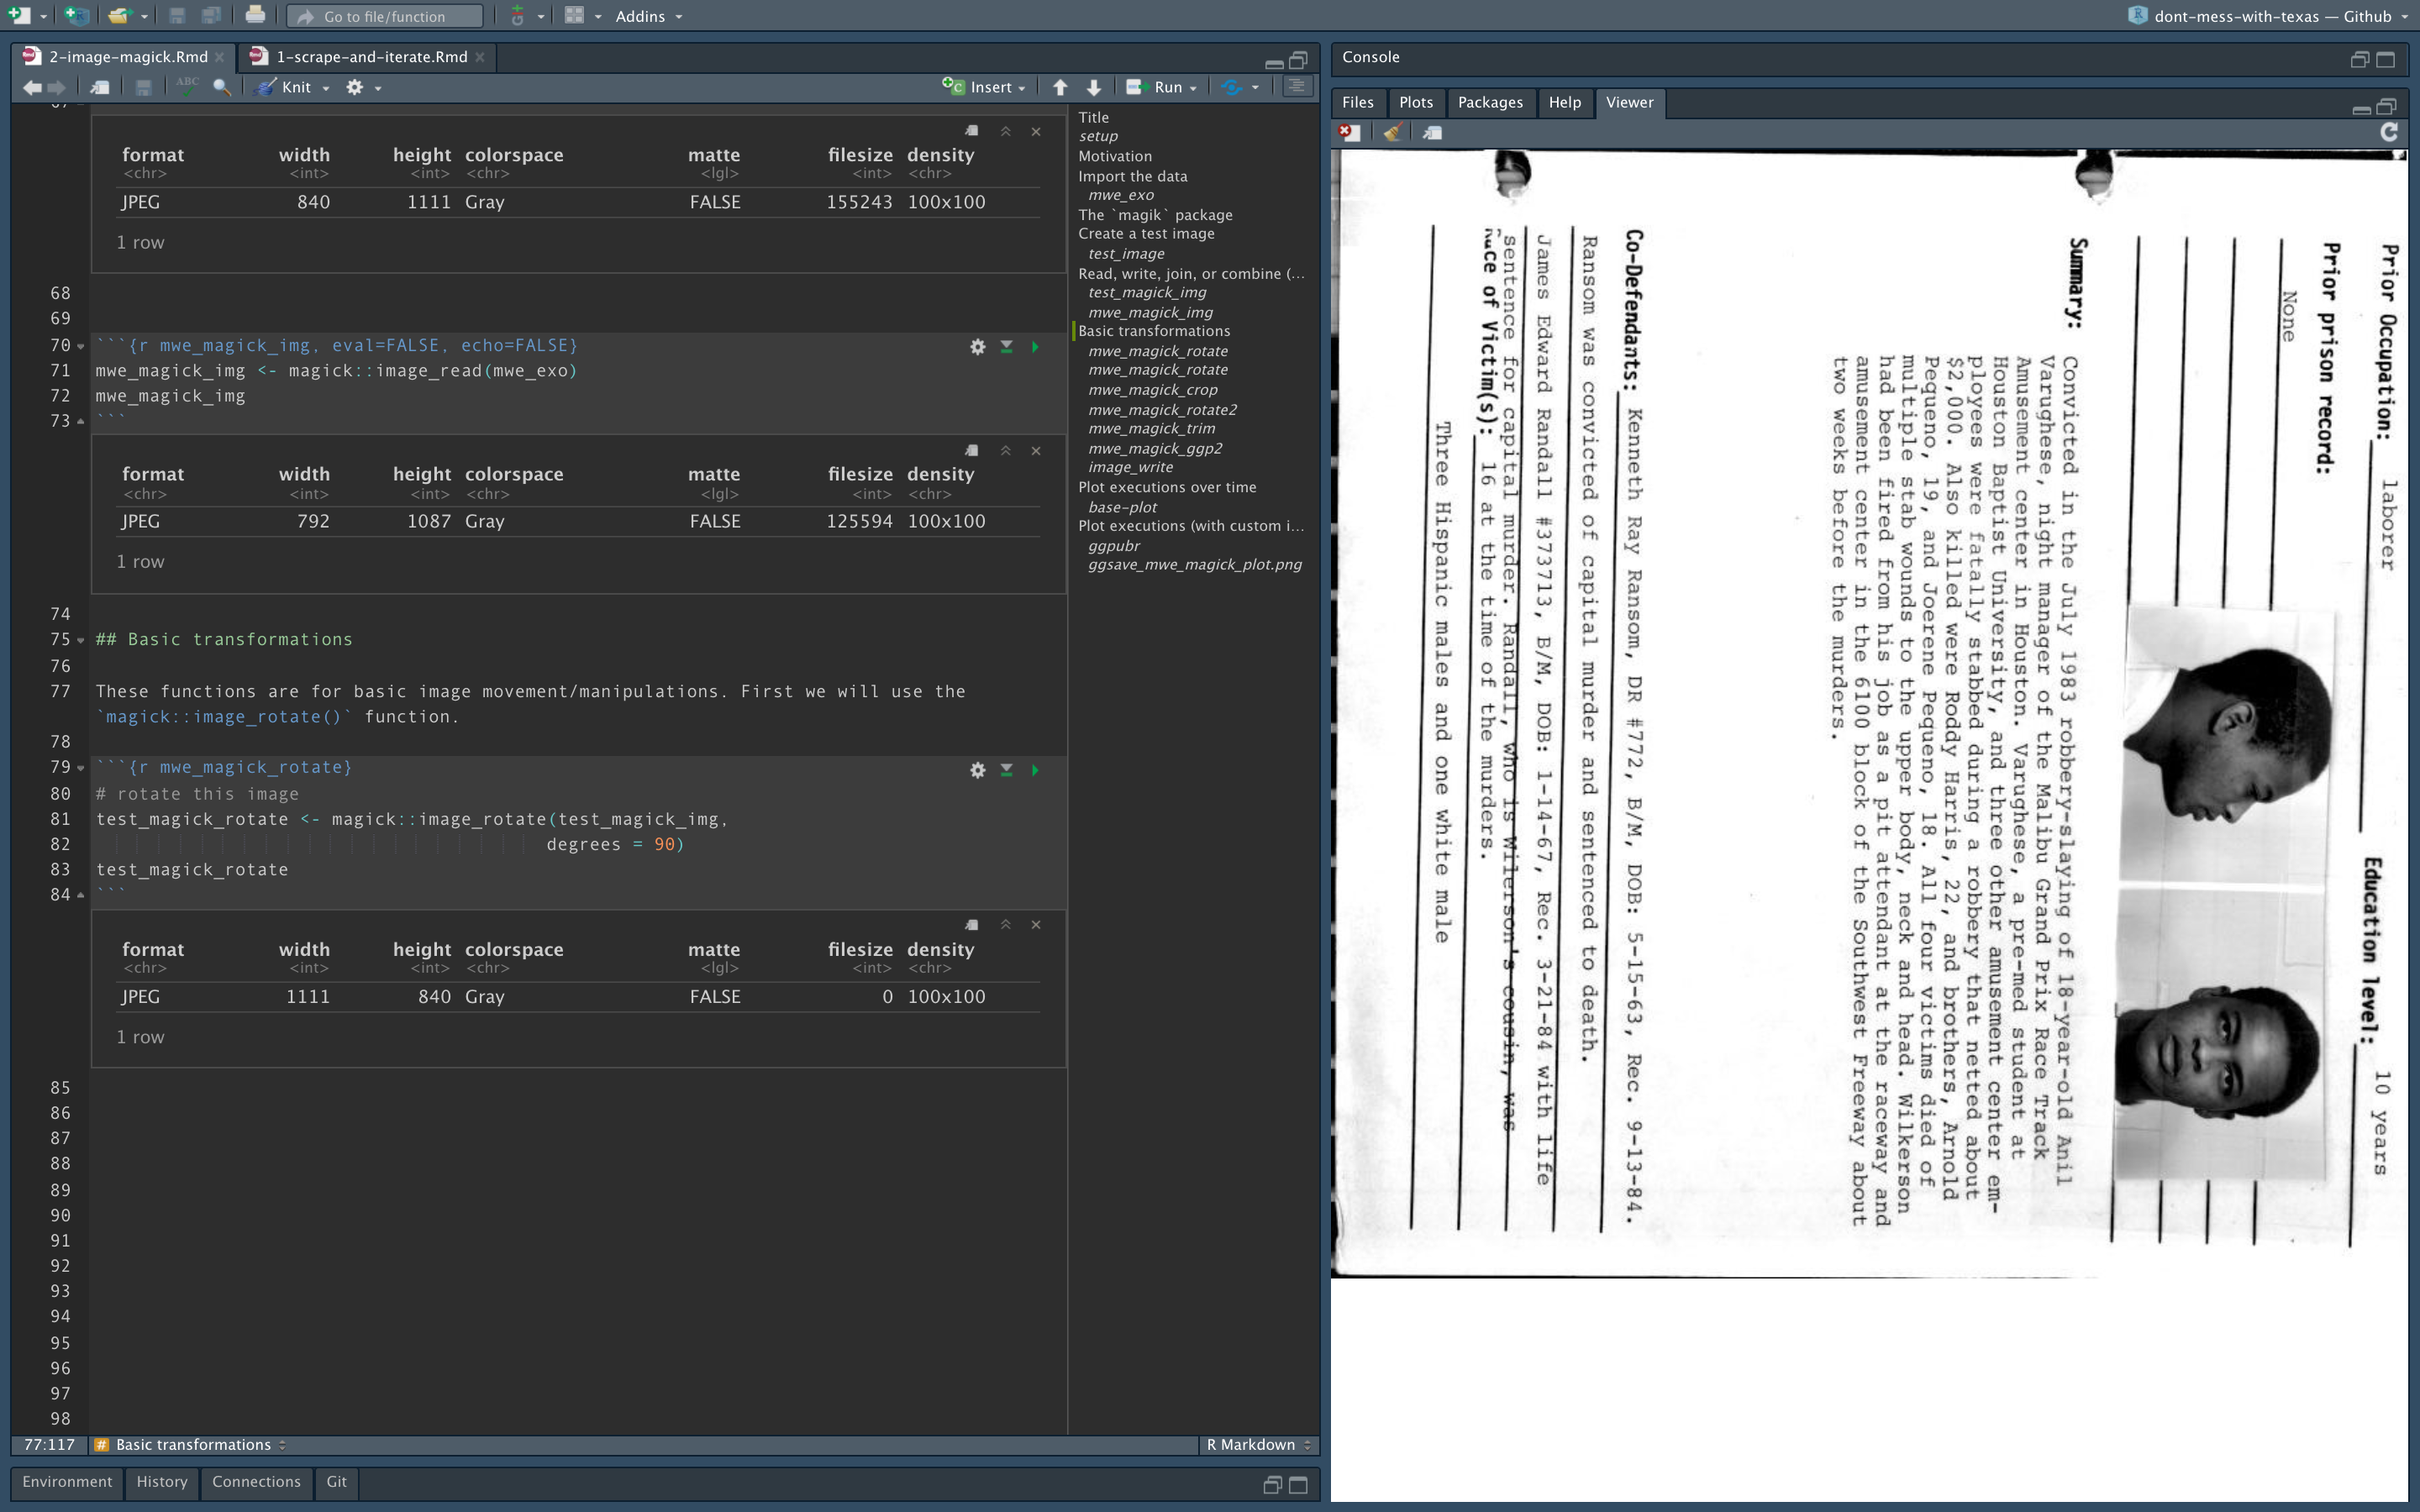 Go to file/function
Addins
dont-mess-with-texas — Github
2-image-magick.Rmd
1-scrape-and-iterate.Rmd
ABC
Knit
Insert
Run
format width height colorspace matte filesize density
<chr> <int> <int> <chr> <lgl> <int> <chr>
JPEG 840 1111 Gray FALSE 155243 100x100
1 row
68
69
70 ```{r mwe_magick_img, eval=FALSE, echo=FALSE}
71 mwe_magick_img <- magick::image_read(mwe_exo)
72 mwe_magick_img
73 ```
format width height colorspace matte filesize density
<chr> <int> <int> <chr> <lgl> <int> <chr>
JPEG 792 1087 Gray FALSE 125594 100x100
1 row
74
75 ## Basic transformations
76
77 These functions are for basic image movement/manipulations. First we will use the
`magick::image_rotate()` function.
78
79 ```{r mwe_magick_rotate}
80 # rotate this image
81 test_magick_rotate <- magick::image_rotate(test_magick_img,
82 degrees = 90)
83 test_magick_rotate
84 ```
format width height colorspace matte filesize density
<chr> <int> <int> <chr> <lgl> <int> <chr>
JPEG 1111 840 Gray FALSE 0 100x100
1 row
85
86
87
88
89
90
91
92
93
94
95
96
97
98
77:117 # Basic transformations
R Markdown
Environment History Connections Git
Title
setup
Motivation
Import the data
mwe_exo
The `magik` package
Create a test image
test_image
Read, write, join, or combine (...
test_magick_img
mwe_magick_img
Basic transformations
mwe_magick_rotate
mwe_magick_rotate
mwe_magick_crop
mwe_magick_rotate2
mwe_magick_trim
mwe_magick_ggp2
image_write
Plot executions over time
base-plot
Plot executions (with custom i...
ggpubr
ggsave_mwe_magick_plot.png
Console
Files Plots Packages Help Viewer
Prior Occupation: laborer Education level: 10 years
Prior prison record:
None
Summary: Convicted in the July 1983 robbery-slaying of 18-year-old Anil
Varughese, night manager of the Malibu Grand Prix Race Track
Amusement center in Houston. Varughese, a pre-med student at
Houston Baptist University, and three other amusement center em-
ployees were fatally stabbed during a robbery that netted about
$2,000. Also killed were Roddy Harris, 22, and brothers, Arnold
Pequeno, 19, and Joerene Pequeno, 18. All four victims died of
multiple stab wounds to the upper body, neck and head. Wilkerson
had been fired from his job as a pit attendant at the raceway and
amusement center in the 6100 block of the Southwest Freeway about
two weeks before the murders.
Co-Defendants: Kenneth Ray Ransom, DR #772, B/M, DOB: 5-15-63, Rec. 9-13-84.
Ransom was convicted of capital murder and sentenced to death.
James Edward Randall #373713, B/M, DOB: 1-14-67, Rec. 3-21-84 with life
sentence for capital murder. Randall, who is Wilerson's cousin, was
Race of Victim(s): 16 at the time of the murders.
Three Hispanic males and one white male